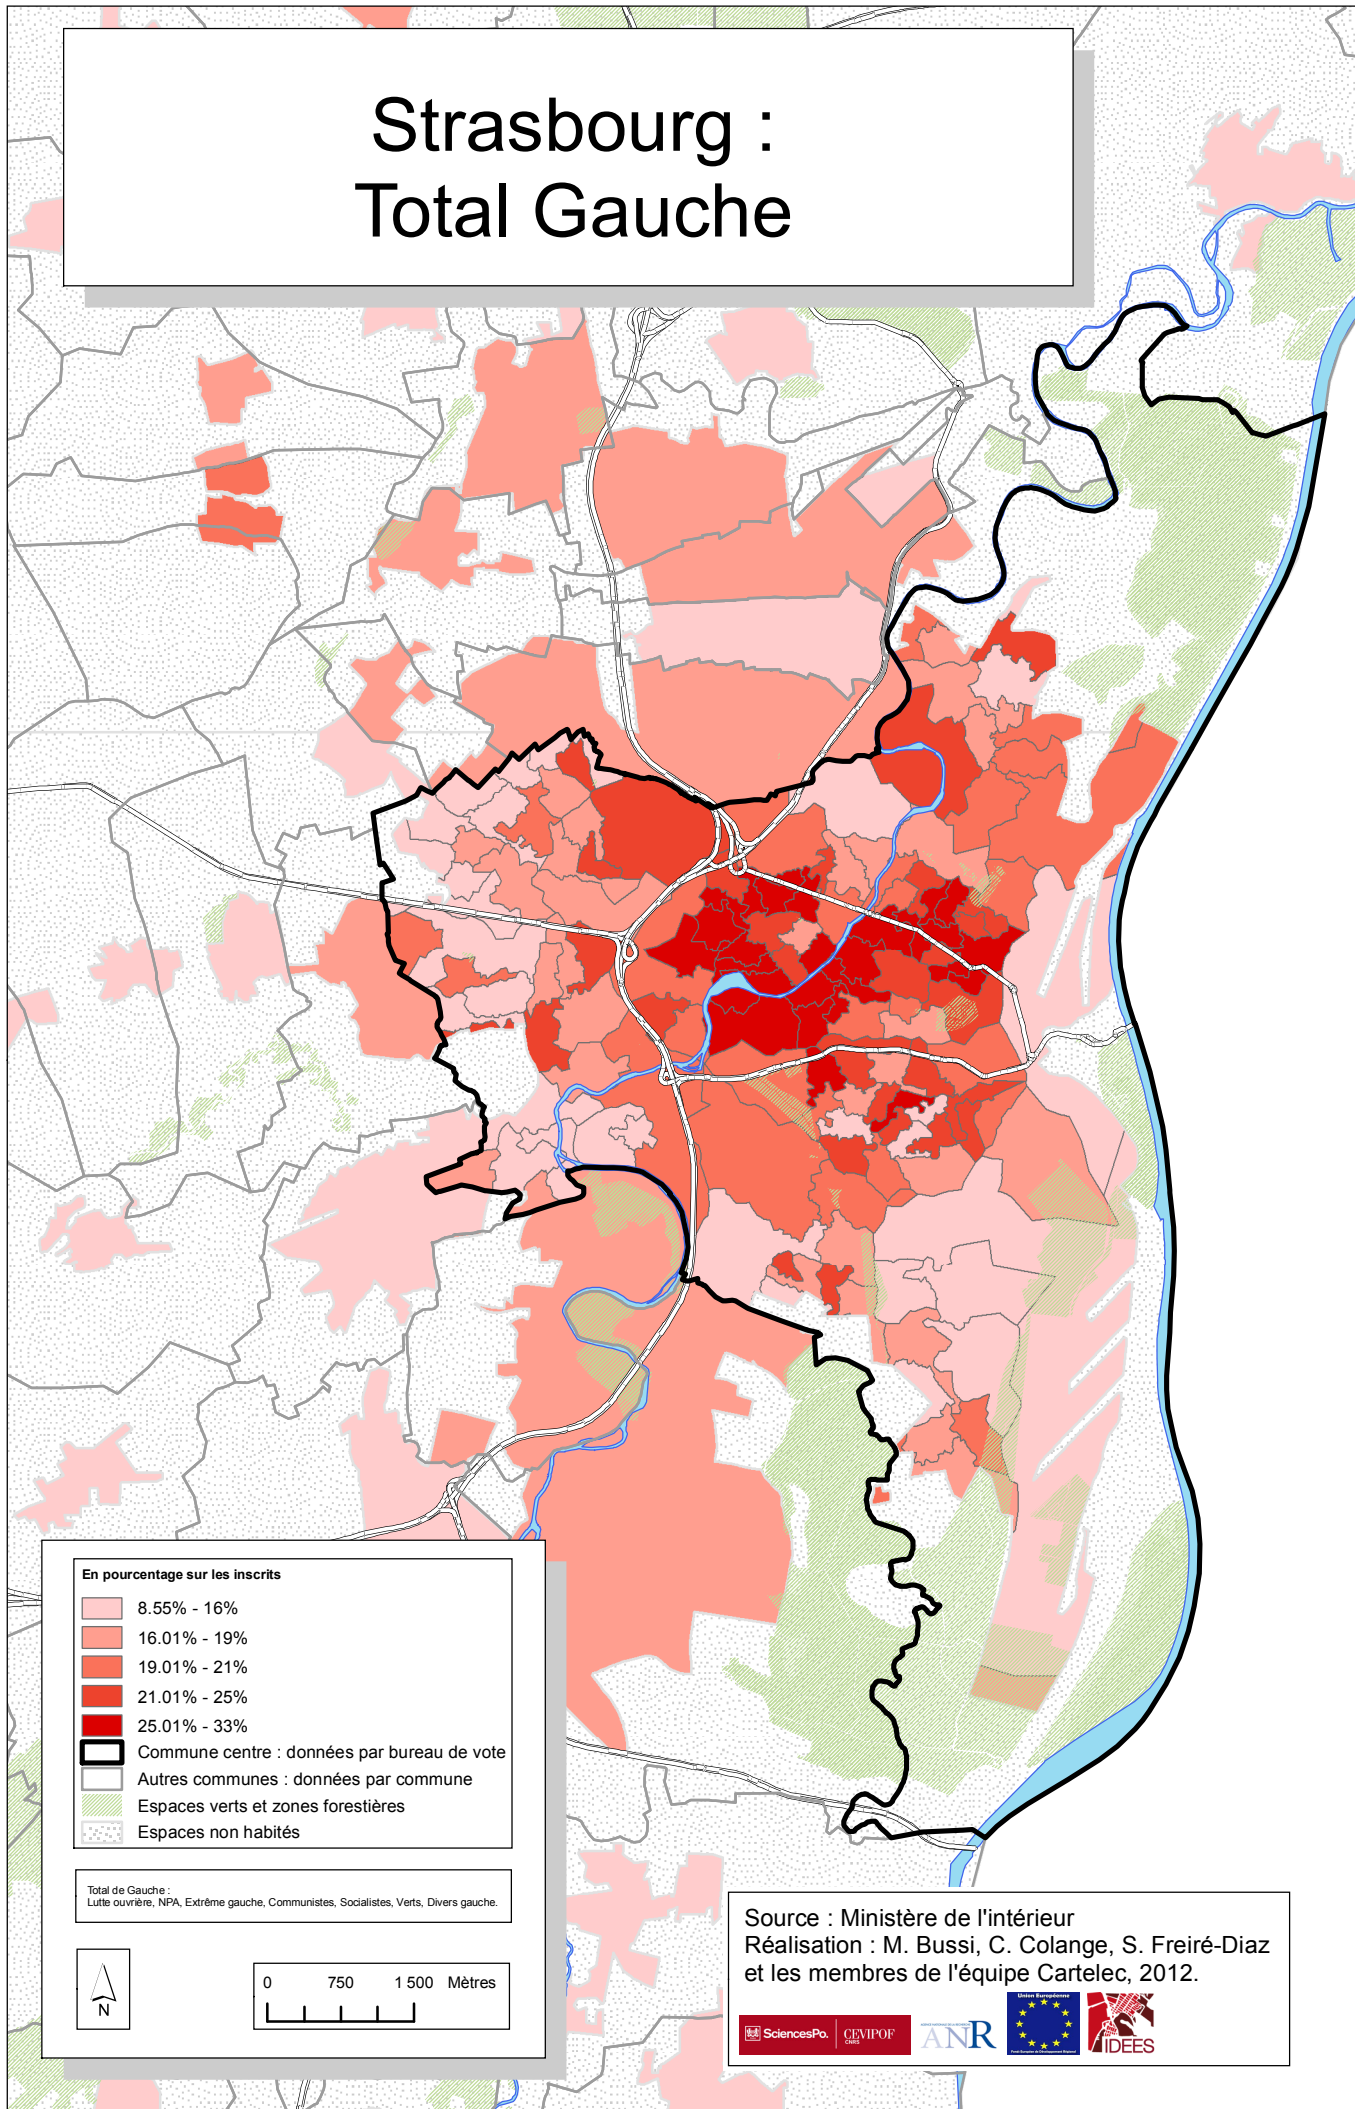 Strasbourg :
Total Gauche
En pourcentage sur les inscrits
8.55% - 16%
16.01% - 19%
19.01% - 21%
21.01% - 25%
25.01% - 33%
Commune centre : données par bureau de vote
Autres communes : données par commune
Espaces verts et zones forestières
Espaces non habités
Total de Gauche :
Lutte ouvrière, NPA, Extrême gauche, Communistes, Socialistes, Verts, Divers gauche.
N
0 750 1 500 Mètres
Source : Ministère de l'intérieur
Réalisation : M. Bussi, C. Colange, S. Freiré-Diaz
et les membres de l'équipe Cartelec, 2012.
SciencesPo. CEVIPOF
CNRS
ANR
Union Européenne
IDEES